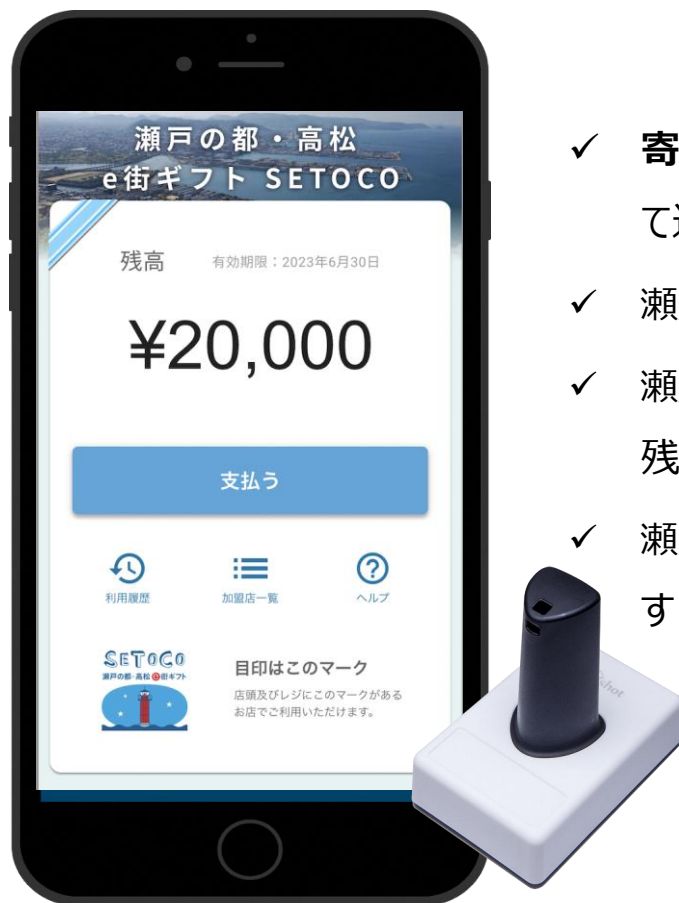 瀬戸の都・高松
e街ギフト SETOCO
残高
有効期限：2023年6月30日
¥20,000
支払う
利用履歴
加盟店一覧
ヘルプ
SETOCO
瀬戸の都・高松 e街ギフト
目印はこのマーク
店頭及びレジにこのマークがある
お店でご利用いただけます。
✓ 寄
て
✓ 瀬
✓ 瀬
残
✓ 瀬
す
shot